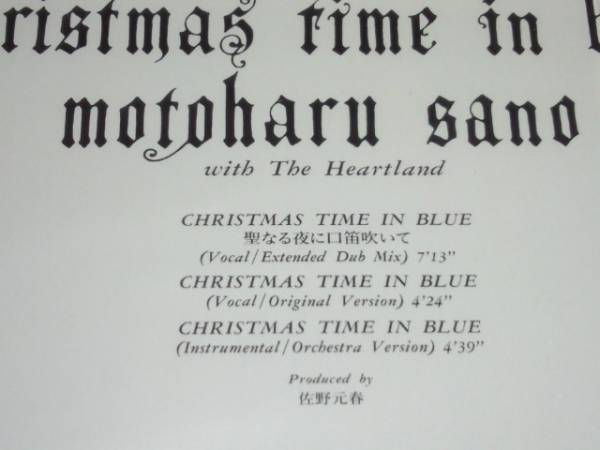 ristmas time in b
motoharu sano
with The Heartland
CHRISTMAS TIME IN BLUE
聖なる夜に口笛吹いて
(Vocal/Extended Dub Mix) 7'13"
CHRISTMAS TIME IN BLUE
(Vocal/Original Version) 4'24"
CHRISTMAS TIME IN BLUE
(Instrumental/Orchestra Version) 4'39"
Produced by
佐野元春